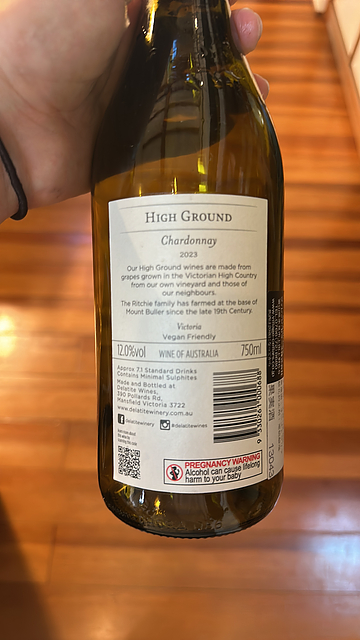 HIGH GROUND
Chardonnay
2023
Our High Ground wines are made from
grapes grown in the Victorian High Country
from our own vineyard and those of
our neighbours.
The Ritchie family has farmed at the base of
Mount Buller since the late 19th Century.
Victoria
Vegan Friendly
12.0%vol WINE OF AUSTRALIA 750ml
Approx 7.1 Standard Drinks
Contains Minimal Sulphites
Made and Bottled at
Delatite Wines,
390 Pollards Rd,
Mansfield Victoria 3722
www.delatitewinery.com.au
delatitewinery @delatitewines
PREGNANCY WARNING
Alcohol can cause lifelong
harm to your baby